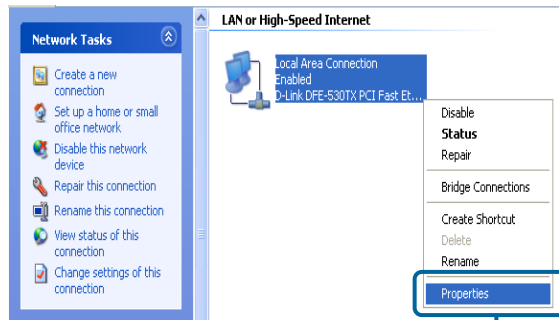 LAN or High-Speed Internet
Network Tasks
Create a new
connection
Set up a home or small
office network
Disable this network
device
Repair this connection
Rename this connection
View status of this
connection
Change settings of this
connection
Local Area Connection
Enabled
D-Link DFE-530TX PCI Fast Et...
Disable
Status
Repair
Bridge Connections
Create Shortcut
Delete
Rename
Properties